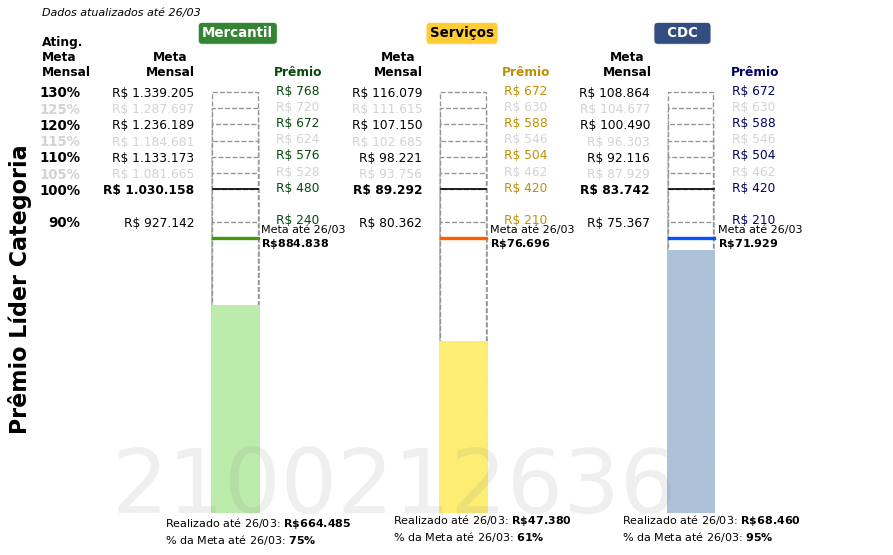 Dados atualizados até 26/03
Mercantil Serviços CDC
Ating. Meta Mensal Meta Mensal Prêmio Meta Mensal Prêmio Meta Mensal Prêmio
130% R$ 1.339.205 R$ 768 R$ 116.079 R$ 672 R$ 108.864 R$ 672
125% R$ 1.287.697 R$ 720 R$ 111.615 R$ 630 R$ 104.677 R$ 630
120% R$ 1.236.189 R$ 672 R$ 107.150 R$ 588 R$ 100.490 R$ 588
115% R$ 1.184.681 R$ 624 R$ 102.685 R$ 546 R$ 96.303 R$ 546
110% R$ 1.133.173 R$ 576 R$ 98.221 R$ 504 R$ 92.116 R$ 504
105% R$ 1.081.665 R$ 528 R$ 93.756 R$ 462 R$ 87.929 R$ 462
100% R$ 1.030.158 R$ 480 R$ 89.292 R$ 420 R$ 83.742 R$ 420
90% R$ 927.142 R$ 240 R$ 80.362 R$ 210 R$ 75.367 R$ 210
Meta até 26/03 Meta até 26/03 Meta até 26/03
R$884.838 R$76.696 R$71.929
Prêmio Líder Categoria
2100212636
Realizado até 26/03: R$664.485 Realizado até 26/03: R$47.380 Realizado até 26/03: R$68.460
% da Meta até 26/03: 75% % da Meta até 26/03: 61% % da Meta até 26/03: 95%